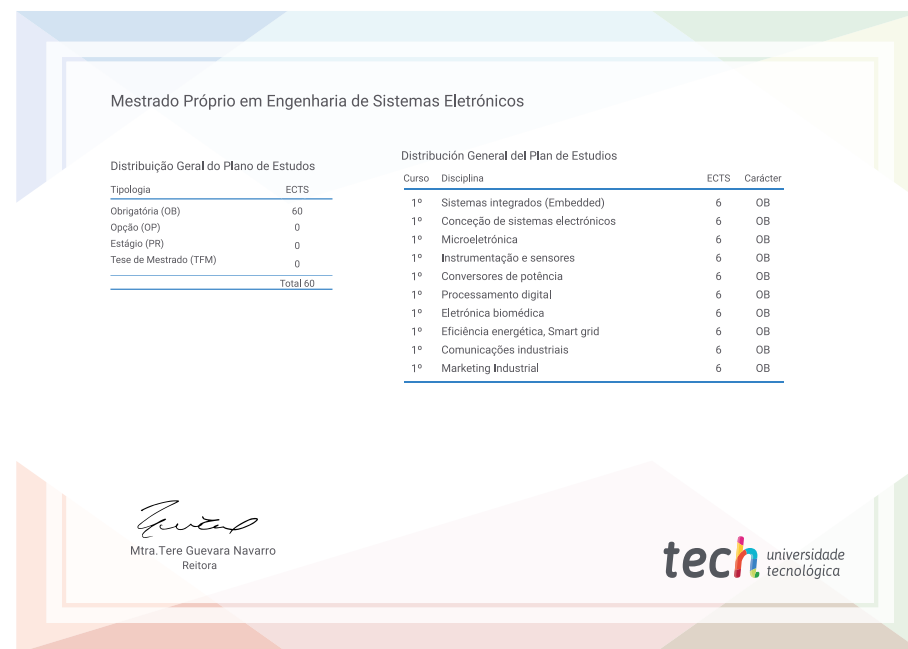 Mestrado Próprio em Engenharia de Sistemas Eletrónicos
Distribuição Geral do Plano de Estudos
Tipologia ECTS
Obrigatória (OB) 60
Opção (OP) 0
Estágio (PR) 0
Tese de Mestrado (TFM) 0
Total 60
Distribución General del Plan de Estudios
Curso Disciplina ECTS Carácter
1º Sistemas integrados (Embedded) 6 OB
1º Conceção de sistemas electrónicos 6 OB
1º Microeletrónica 6 OB
1º Instrumentação e sensores 6 OB
1º Conversores de potência 6 OB
1º Processamento digital 6 OB
1º Eletrónica biomédica 6 OB
1º Eficiência energética, Smart grid 6 OB
1º Comunicações industriais 6 OB
1º Marketing Industrial 6 OB
Mtra.Tere Guevara Navarro
Reitora
tech universidade
tecnológica